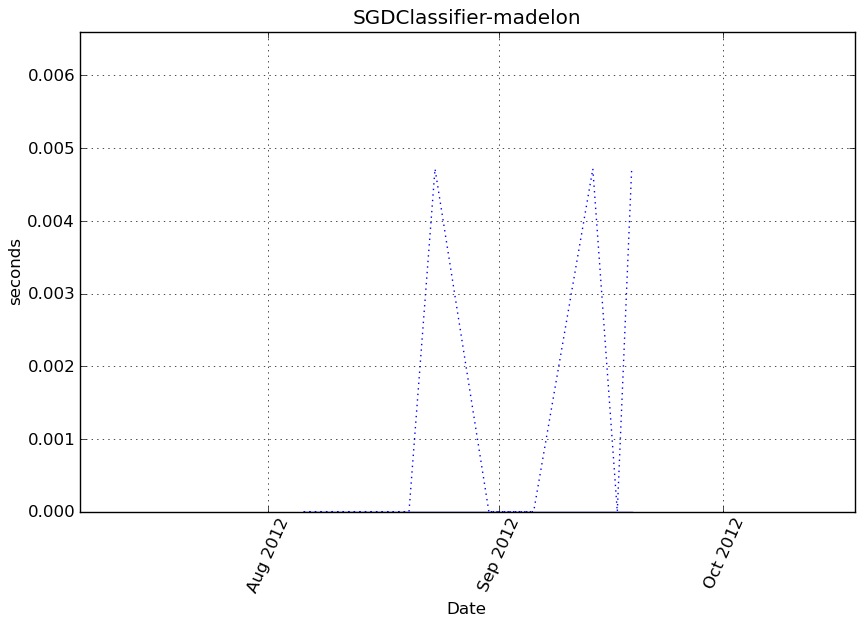 SGDClassifier-madelon
0.006
0.005
0.004
0.003
0.002
0.001
0.000
seconds
Aug 2012
Sep 2012
Oct 2012
Date